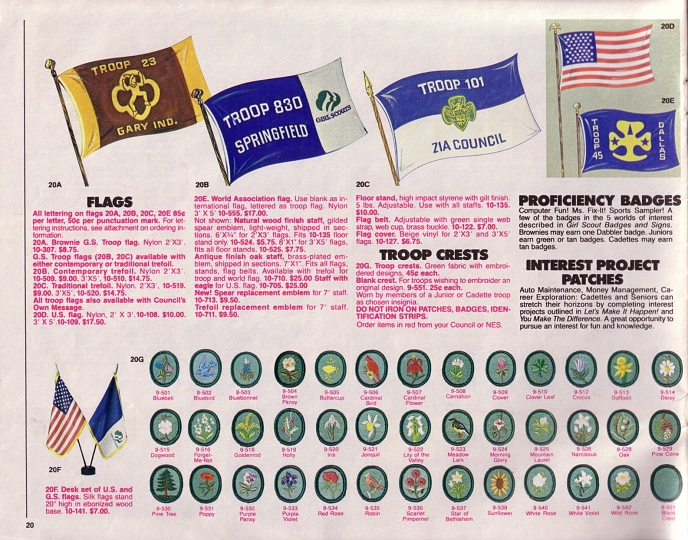 TROOP 23
GARY IND.
TROOP 830
SPRINGFIELD
GIRL SCOUTS
TROOP 101
ZIA COUNCIL
20D
20E
TROOP 45
DALLAS
20A
20B
20C
FLAGS
All lettering on flags 20A, 20B, 20C, 20E 85¢
per letter, 50¢ per punctuation mark. For let-
tering instructions, see attachment on ordering in-
formation.
20A. Brownie G.S. Troop flag. Nylon 2'X3'.
10-307. $8.75.
G.S. Troop flags (20B, 20C) available with
either contemporary or traditional trefoil.
20B. Contemporary trefoil. Nylon, 2'X3',
10-509, $9.00. 3'X5', 10-510. $14.75.
20C. Traditional trefoil. Nylon, 2'X3'. 10-519.
$9.00. 3'X5', 10-520. $14.75.
All troop flags also available with Council's
Own Message.
20D. U.S. flag. Nylon, 2' X 3'. 10-108. $10.00.
3' X 5'. 10-109. $17.50.
20E. World Association flag. Use blank as in-
ternational flag, lettered as troop flag. Nylon
3' X 5' 10-555. $17.00.
Not shown: Natural wood finish staff, gilded
spear emblem, light-weight, shipped in sec-
tions. 6'X¾" for 2'X3' flags. Fits 10-135 floor
stand only. 10-524, $5.75. 6'X1" for 3'X5' flags,
fits all floor stands. 10-525. $7.75.
Antique finish oak staff, brass-plated em-
blem, shipped in sections, 7' X1". Fits all floor
stands, flag belts. Available with trefoil for
troop and world flag. 10-710. $25.00 Staff with
eagle for U.S. flag. 10-705. $25.00
New! Spear replacement emblem for 7' staff.
10-713. $9.50.
Trefoil replacement emblem for 7' staff.
10-711. $9.50.
Floor stand, high impact styrene with gilt finish.
5 lbs. Adjustable. Use with all staffs. 10-135.
$10.00.
Flag belt. Adjustable with green single web
strap, web cup, brass buckle. 10-122. $7.00.
Flag cover. Beige vinyl for 2'X3' and 3'X5'
flags. 10-127. $6.75.
TROOP CRESTS
20G. Troop crests. Green fabric with embroi-
dered designs, 45¢ each.
Blank crest. For troops wishing to embroider an
original design. 9-551. 25¢ each.
Worn by members of a Junior or Cadette troop
as chosen insignia.
DO NOT IRON ON PATCHES, BADGES, IDEN-
TIFICATION STRIPS.
Order items in red from your Council or NES.
PROFICIENCY BADGES
Computer Fun! Ms. Fix-It! Sports Sampler! A
few of the badges in the 5 worlds of interest
described in Girl Scout Badges and Signs.
Brownies may earn one Dabbler badge. Juniors
earn green or tan badges. Cadettes may earn
tan badges.
INTEREST PROJECT
PATCHES
Auto Maintenance, Money Management, Ca-
reer Exploration: Cadettes and Seniors can
stretch their horizons by completing interest
projects outlined in Let's Make It Happen! and
You Make The Difference. A great opportunity to
pursue an interest for fun and knowledge.
20G
9-501 9-502 9-503 9-504 9-505 9-506 9-507 9-508 9-509 9-510 9-512 9-513 9-514
Bluebell Bluebird Bluebonnet Brown Pansy Buttercup Cardinal Bird Cardinal Flower Carnation Clover Clover Leaf Crocus Daffodil Daisy
9-515 9-516 9-518 9-519 9-520 9-521 9-522 9-523 9-524 9-525 9-526 9-528 9-529
Dogwood Forget-Me-Not Goldenrod Holly Iris Jonquil Lily of the Valley Meadow Lark Morning Glory Mountain Laurel Narcissus Oak Pine Cone
9-530 9-531 9-532 9-533 9-534 9-535 9-536 9-537 9-538 9-540 9-541 9-542
Pine Tree Poppy Purple Pansy Purple Violet Red Rose Robin Scarlet Pimpernel Star of Bethlehem Sunflower White Rose White Violet Wild Rose
20F
20F. Desk set of U.S. and
G.S. flags. Silk flags stand
20" high in ebonized wood
base. 10-141. $7.00.
20